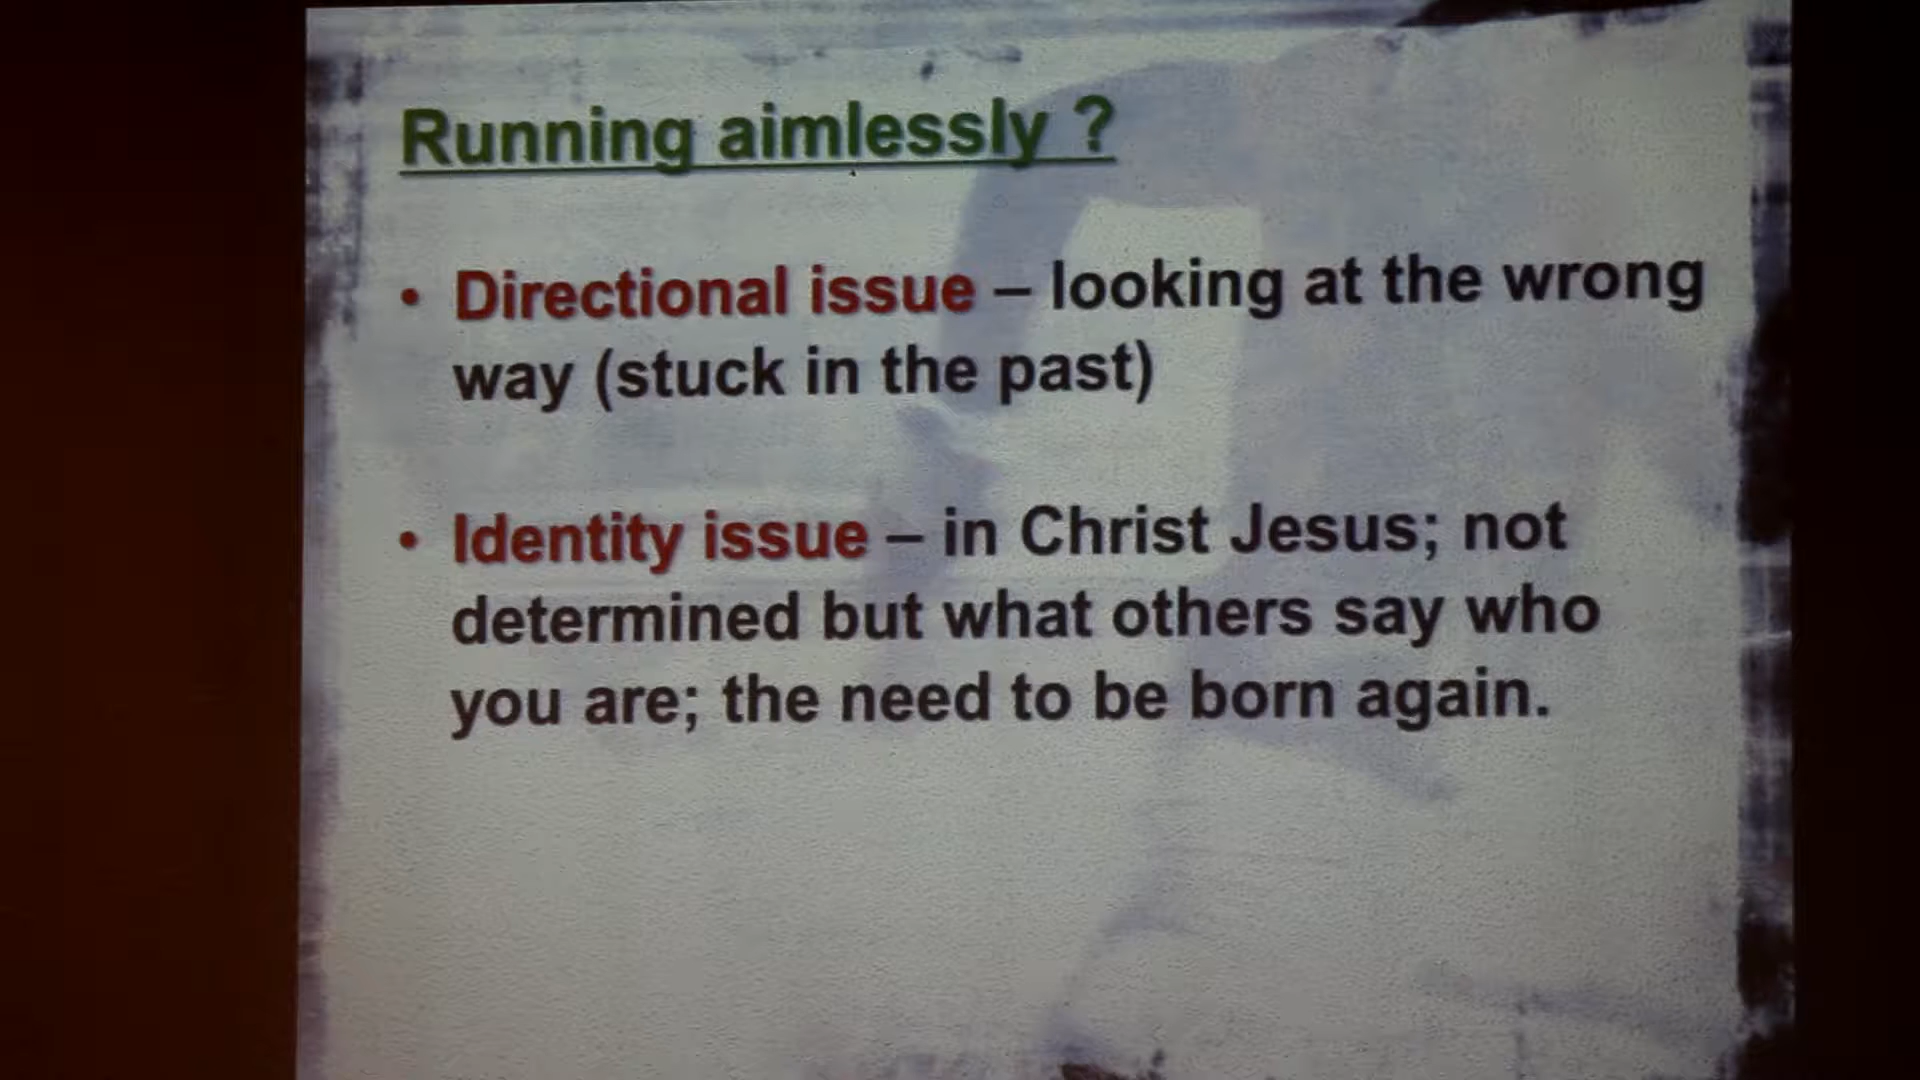 Running aimlessly ?
• Directional issue – looking at the wrong
way (stuck in the past)
• Identity issue – in Christ Jesus; not
determined but what others say who
you are; the need to be born again.